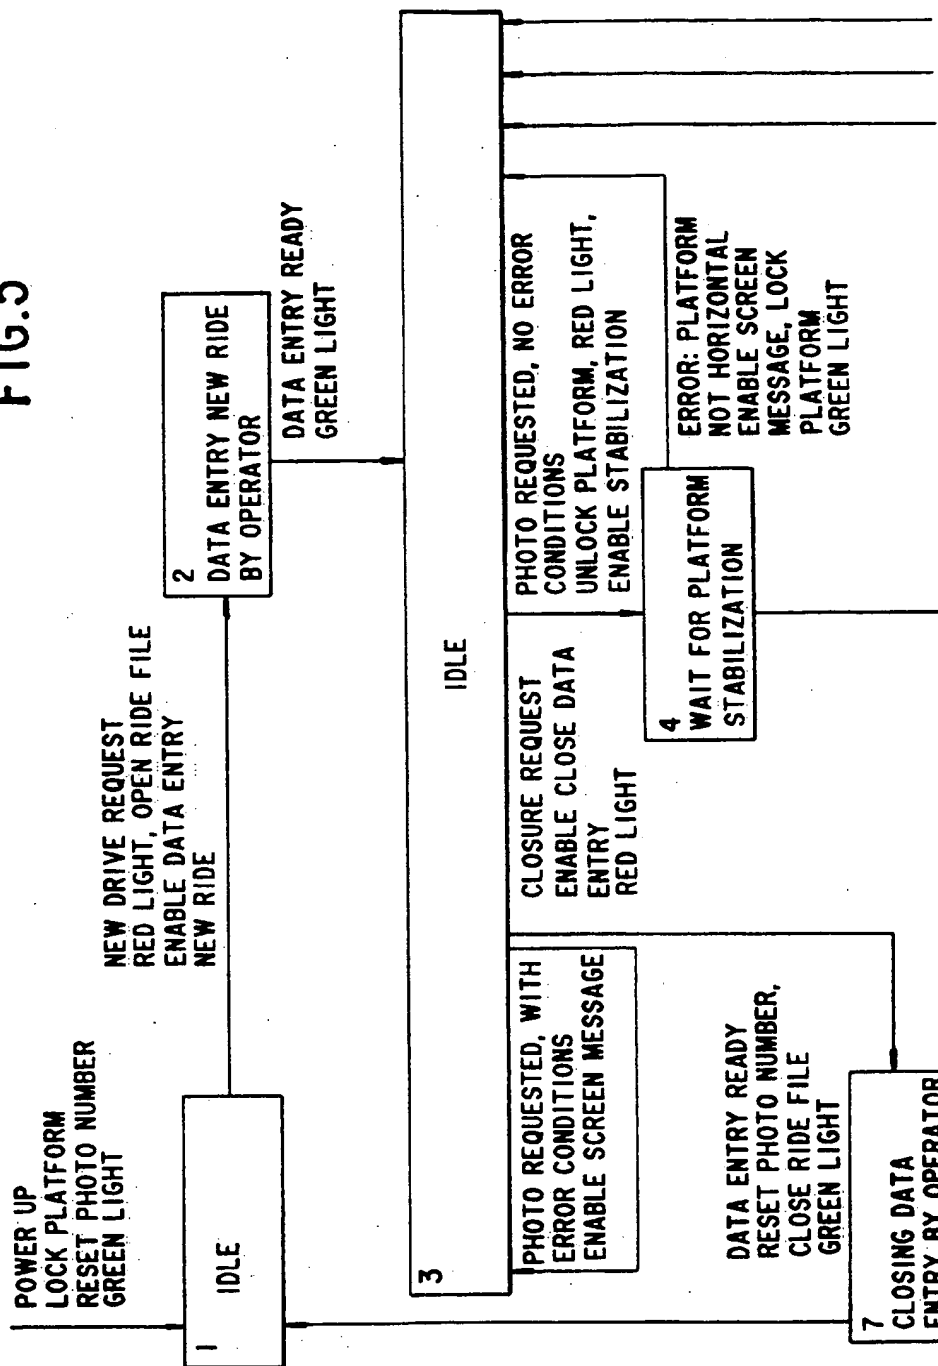 FIG.5
POWER UP
LOCK PLATFORM
RESET PHOTO NUMBER
GREEN LIGHT
1
IDLE
NEW DRIVE REQUEST
RED LIGHT, OPEN RIDE FILE
ENABLE DATA ENTRY
NEW RIDE
2
DATA ENTRY NEW RIDE
BY OPERATOR
DATA ENTRY READY
GREEN LIGHT
3
IDLE
PHOTO REQUESTED, WITH
ERROR CONDITIONS
ENABLE SCREEN MESSAGE
CLOSURE REQUEST
ENABLE CLOSE DATA
ENTRY
RED LIGHT
PHOTO REQUESTED, NO ERROR
CONDITIONS
UNLOCK PLATFORM, RED LIGHT,
ENABLE STABILIZATION
4
WAIT FOR PLATFORM
STABILIZATION
ERROR: PLATFORM
NOT HORIZONTAL
ENABLE SCREEN
MESSAGE, LOCK
PLATFORM
GREEN LIGHT
DATA ENTRY READY
RESET PHOTO NUMBER,
CLOSE RIDE FILE
GREEN LIGHT
7
CLOSING DATA
ENTRY BY OPERATOR